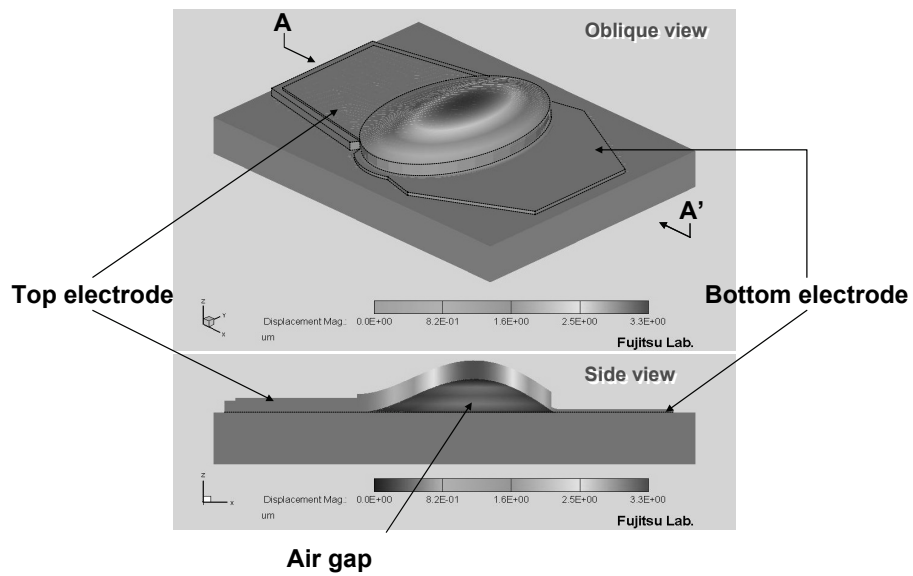 A
Oblique view
A’
Top electrode
Bottom electrode
z
y
x
Displacement Mag.:
um
0.0E+00 8.2E-01 1.6E+00 2.5E+00 3.3E+00
Fujitsu Lab.
Side view
z
x
Displacement Mag.:
um
0.0E+00 8.2E-01 1.6E+00 2.5E+00 3.3E+00
Fujitsu Lab.
Air gap